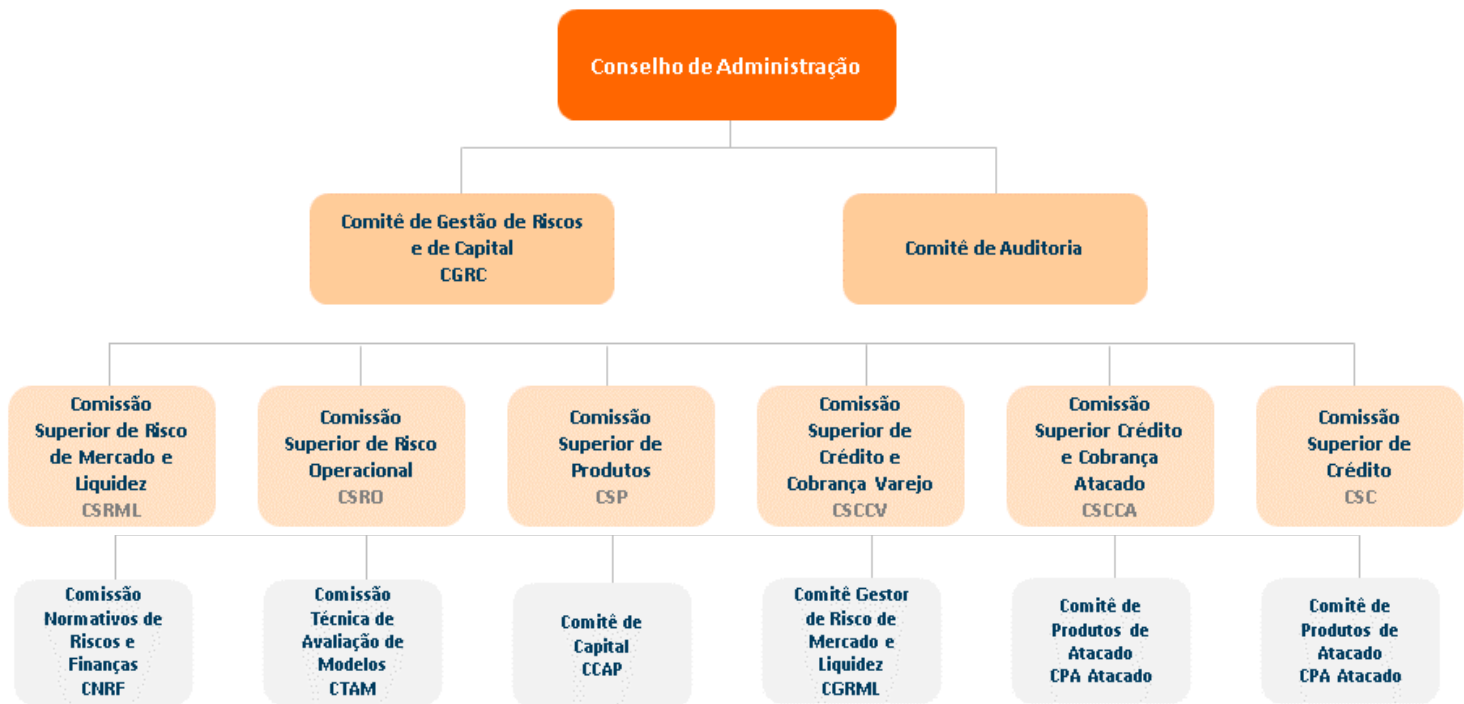 Conselho de Administração
Comitê de Gestão de Riscos
e de Capital
CGRC
Comitê de Auditoria
Comissão
Superior de Risco
de Mercado e
Liquidez
CSRML
Comissão
Superior de Risco
Operacional
CSRO
Comissão
Superior de
Produtos
CSP
Comissão
Superior de
Crédito e
Cobrança Varejo
CSCCV
Comissão
Superior Crédito
e Cobrança
Atacado
CSCCA
Comissão
Superior de
Crédito
CSC
Comissão
Normativos de
Riscos e
Finanças
CNRF
Comissão
Técnica de
Avaliação de
Modelos
CTAM
Comitê de
Capital
CCAP
Comitê Gestor
de Risco de
Mercado e
Liquidez
CGRML
Comitê de
Produtos de
Atacado
CPA Atacado
Comitê de
Produtos de
Atacado
CPA Atacado